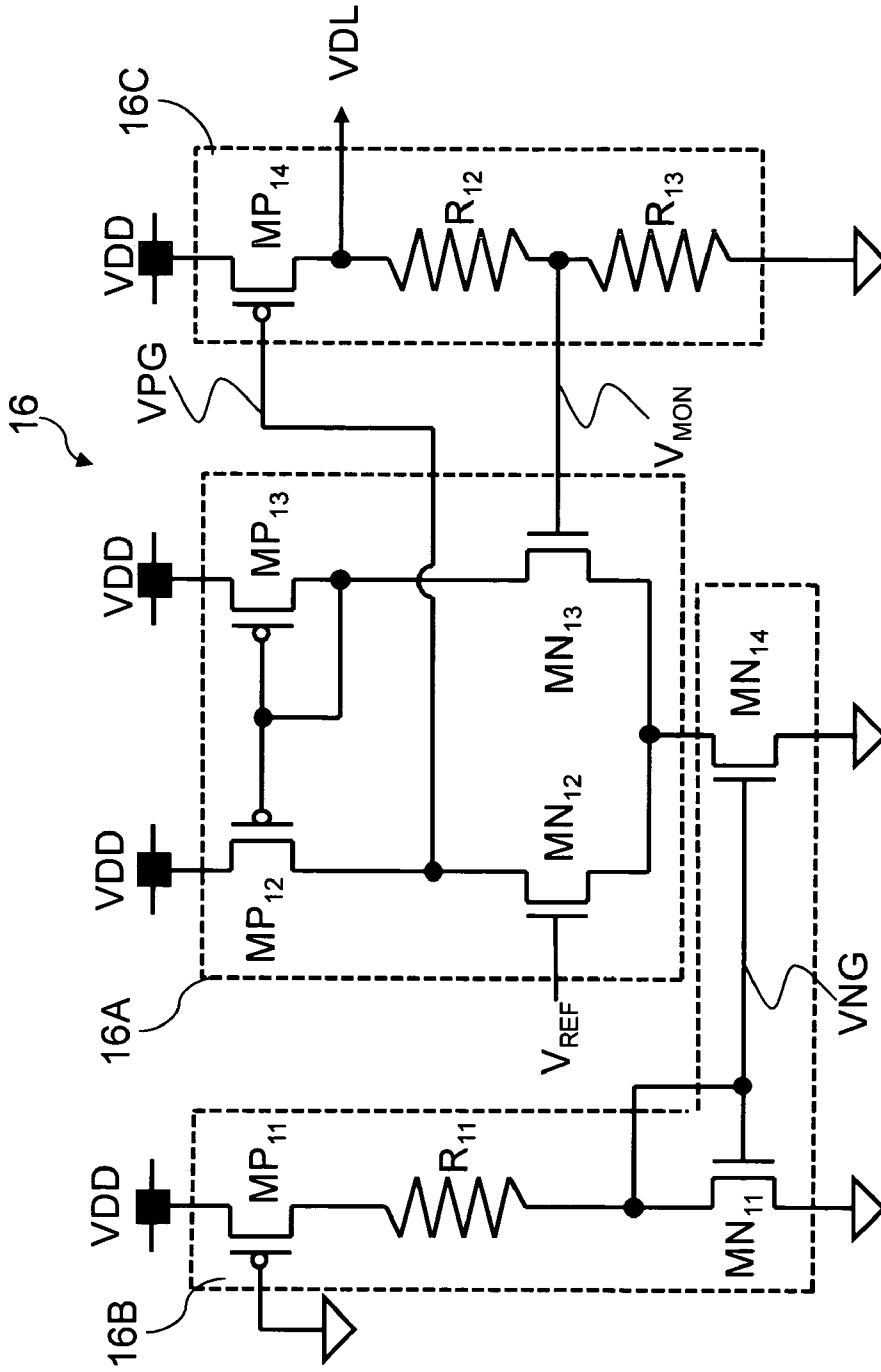 16
VDD
VDD
VDD
VDD
16B
MP11
R11
MN11
VNG
16A
MP12
MP13
VPG
MN12
MN13
VREF
VMON
MN14
16C
MP14
VDL
R12
R13